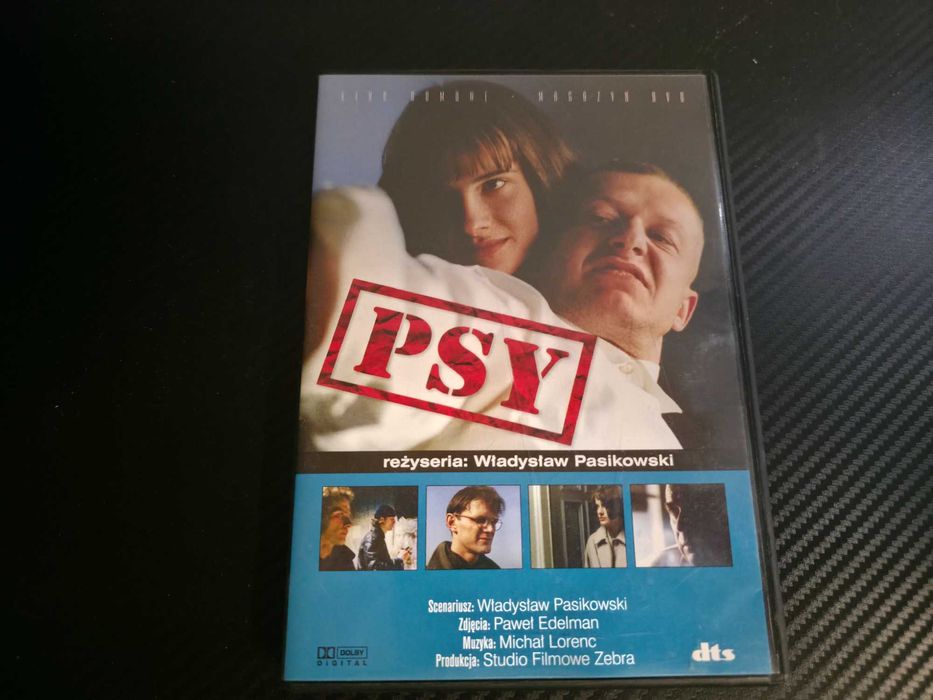 KINO DOMOWE - MAGAZYN DVD
PSY
reżyseria: Władysław Pasikowski
Scenariusz: Władysław Pasikowski
Zdjęcia: Paweł Edelman
Muzyka: Michał Lorenc
Produkcja: Studio Filmowe Zebra
DOLBY
DIGITAL
dts